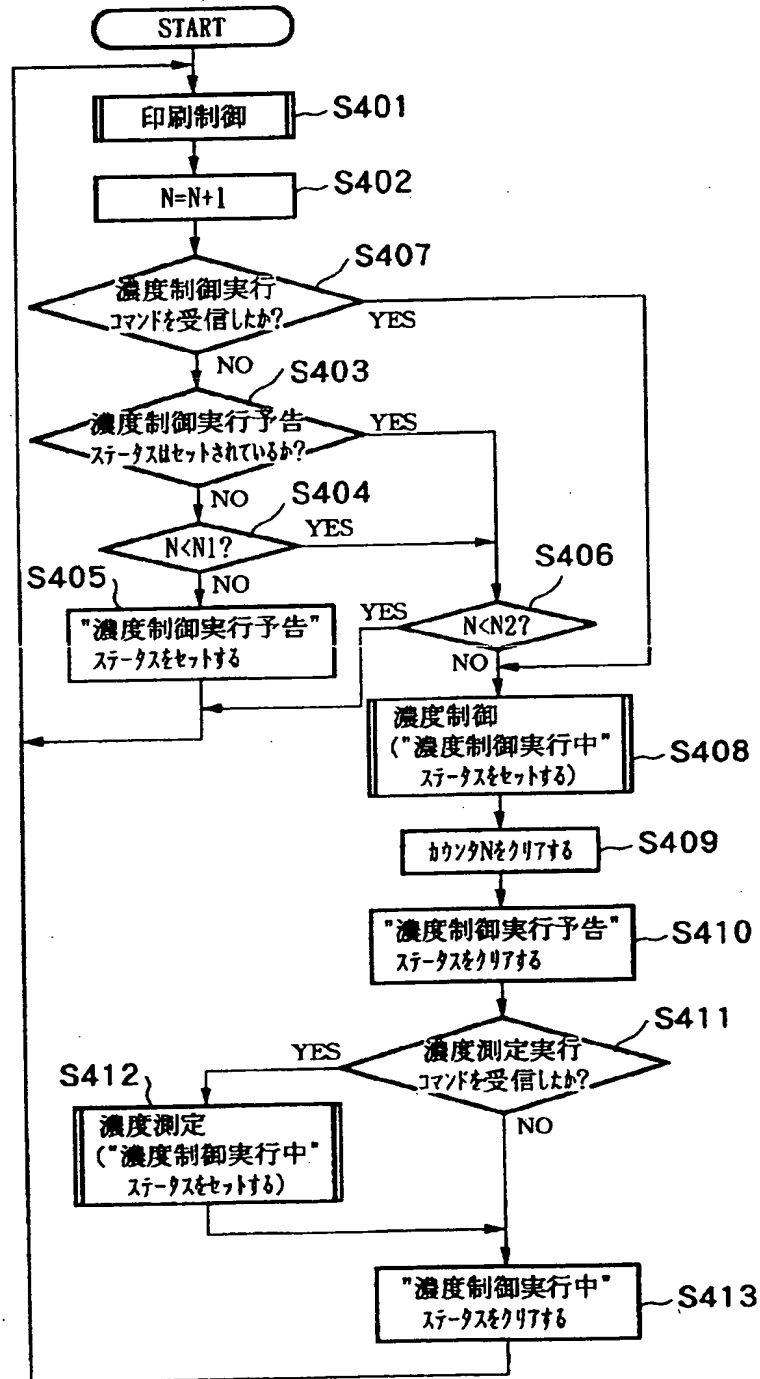 START
印刷制御
S401
N=N+1
S402
S407
濃度制御実行
コマンドを受信したか?
YES
NO
S403
濃度制御実行予告
ステータスはセットされているか?
YES
NO
S404
N<N1?
YES
NO
S405
"濃度制御実行予告"
ステータスをセットする
S406
N<N2?
YES
NO
濃度制御
("濃度制御実行中"
ステータスをセットする)
S408
カウンタNをクリアする
S409
"濃度制御実行予告"
ステータスをクリアする
S410
S411
濃度測定実行
コマンドを受信したか?
YES
NO
S412
濃度測定
("濃度制御実行中"
ステータスをセットする)
"濃度制御実行中"
ステータスをクリアする
S413